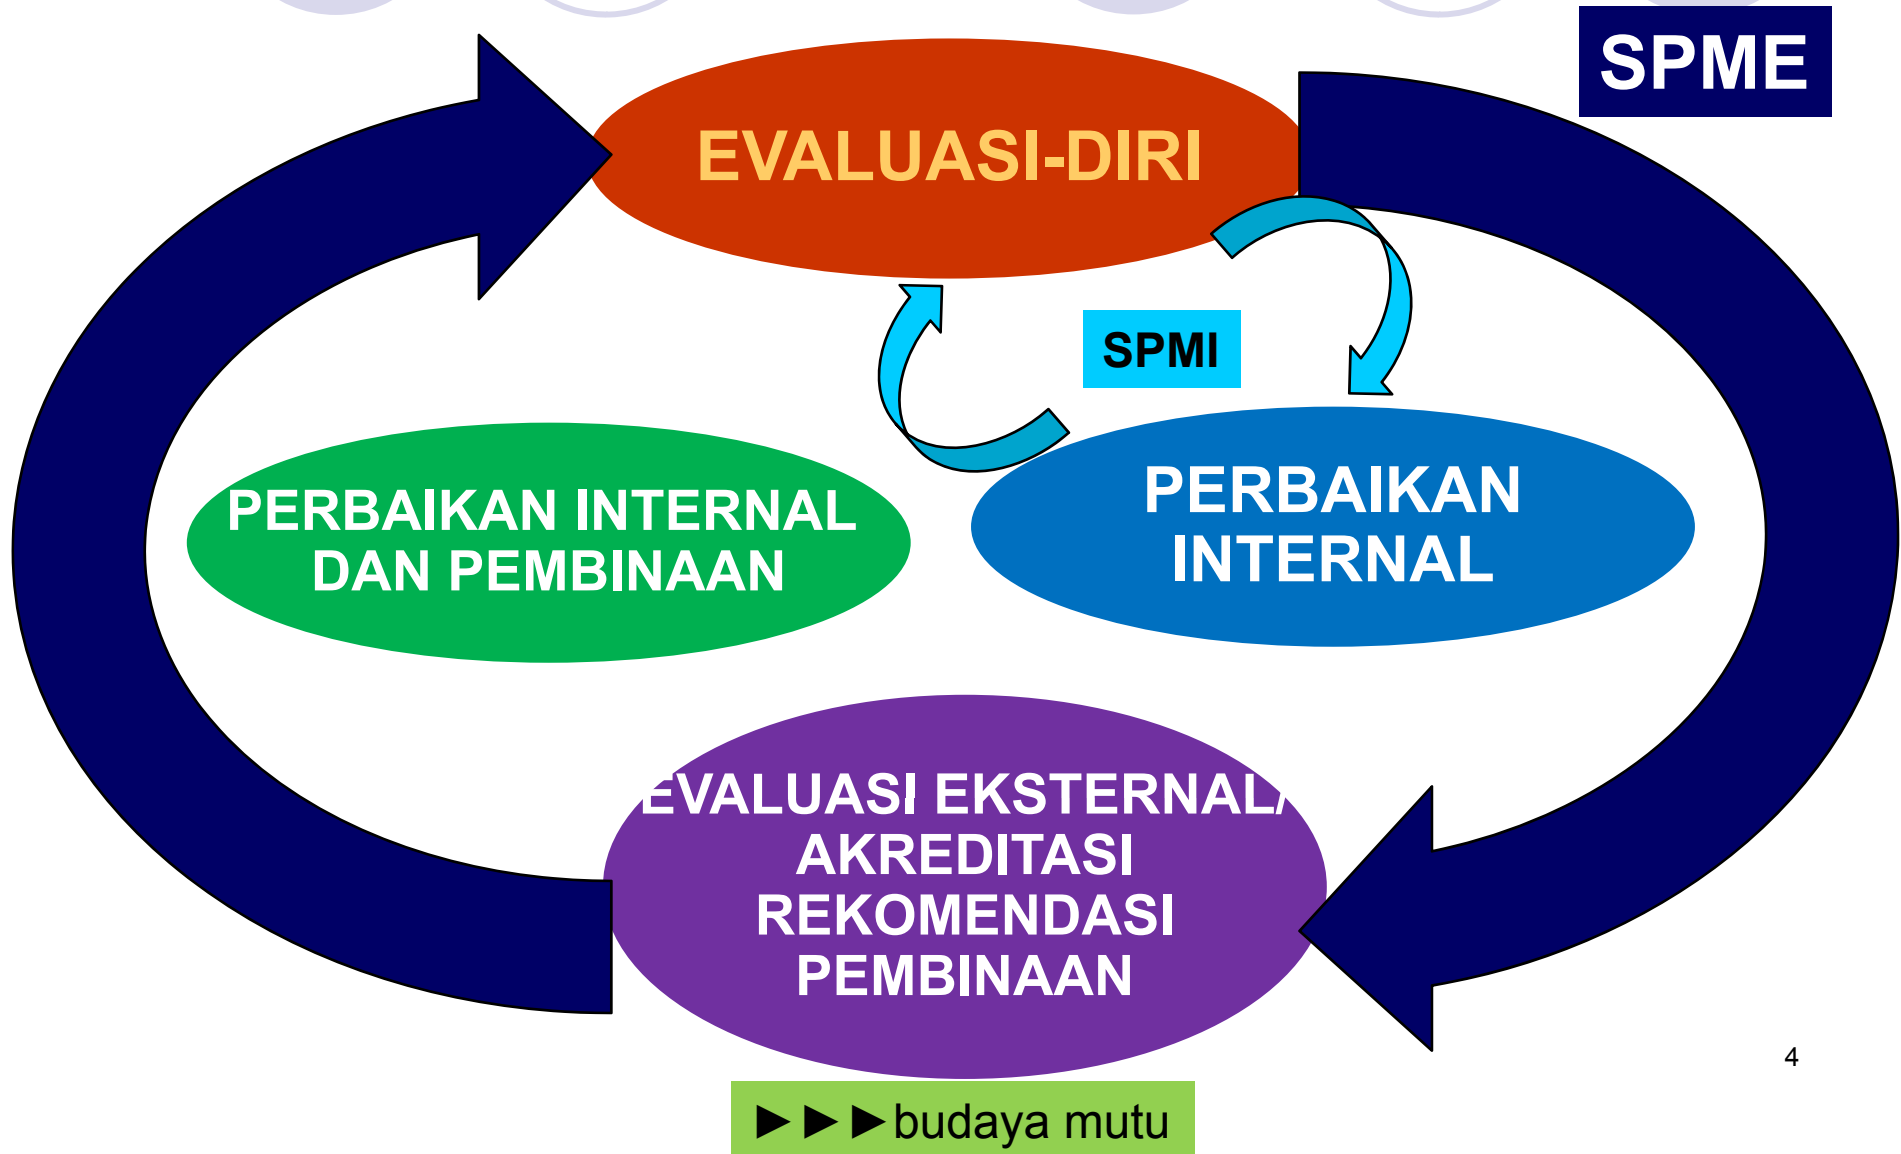 SPME
EVALUASI-DIRI
SPMI
PERBAIKAN INTERNAL
DAN PEMBINAAN
PERBAIKAN
INTERNAL
EVALUASI EKSTERNAL/
AKREDITASI
REKOMENDASI
PEMBINAAN
4
►►►budaya mutu